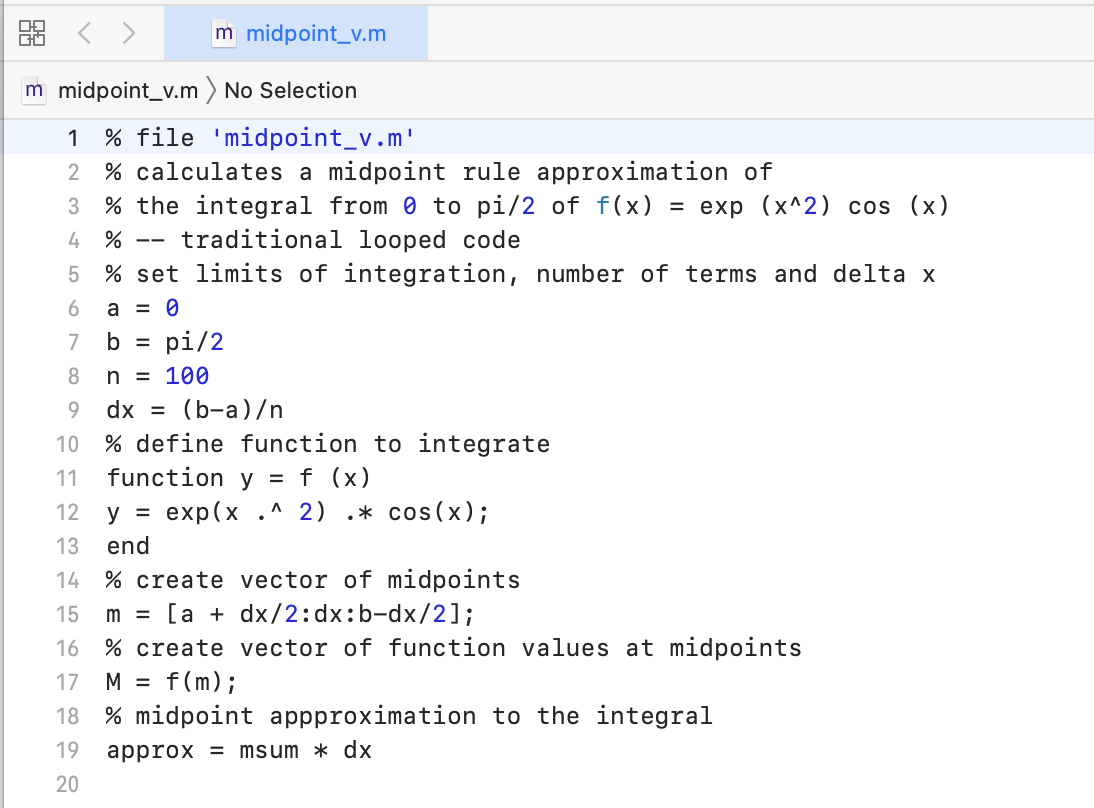 m midpoint_v.m
m midpoint_v.m 〉 No Selection
1 % file 'midpoint_v.m'
2 % calculates a midpoint rule approximation of
3 % the integral from 0 to pi/2 of f(x) = exp (x^2) cos (x)
4 % -- traditional looped code
5 % set limits of integration, number of terms and delta x
6 a = 0
7 b = pi/2
8 n = 100
9 dx = (b-a)/n
10 % define function to integrate
11 function y = f (x)
12 y = exp(x .^ 2) .* cos(x);
13 end
14 % create vector of midpoints
15 m = [a + dx/2:dx:b-dx/2];
16 % create vector of function values at midpoints
17 M = f(m);
18 % midpoint appproximation to the integral
19 approx = msum * dx
20